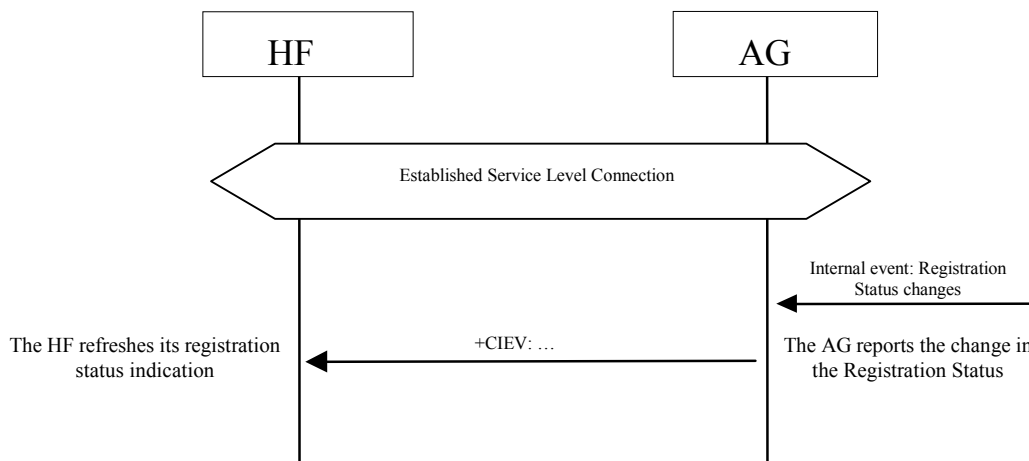 HF
AG
Established Service Level Connection
Internal event: Registration
Status changes
The HF refreshes its registration
status indication
+CIEV: …
The AG reports the change in
the Registration Status